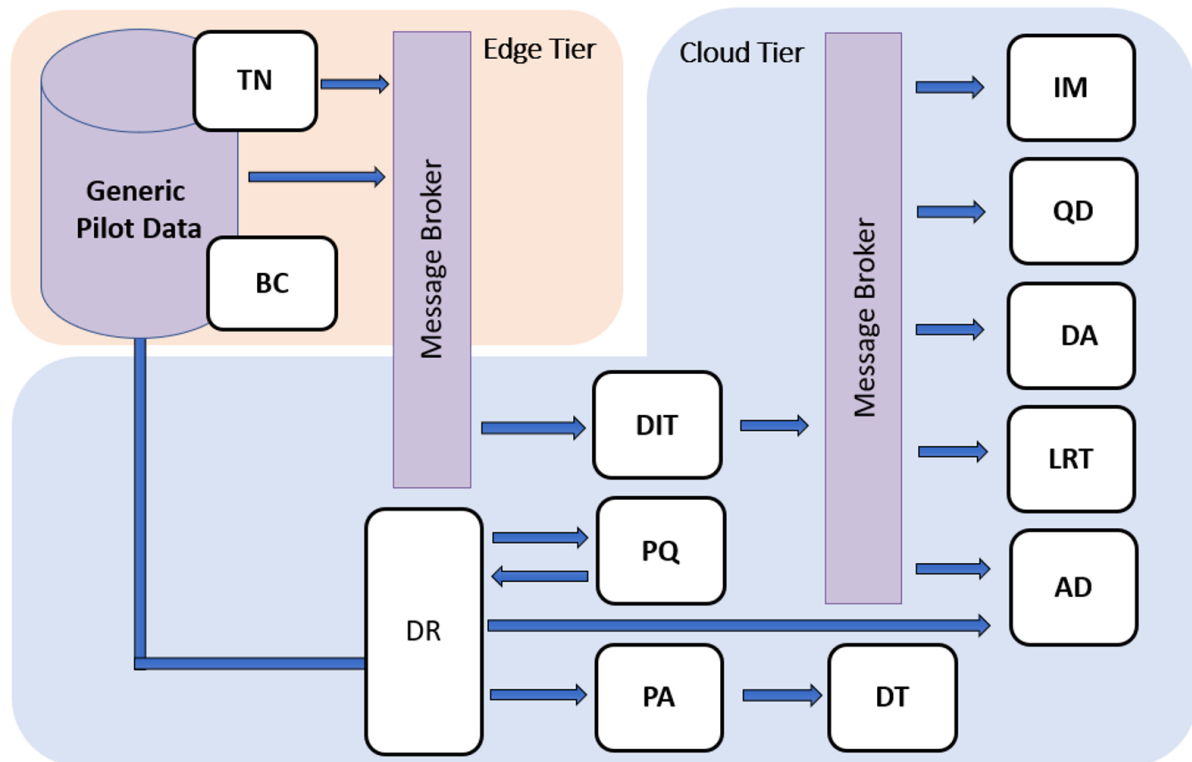 Edge Tier
Cloud Tier
TN
IM
Generic
Pilot Data
Message Broker
QD
BC
Message Broker
DA
DIT
LRT
PQ
AD
DR
PA
DT